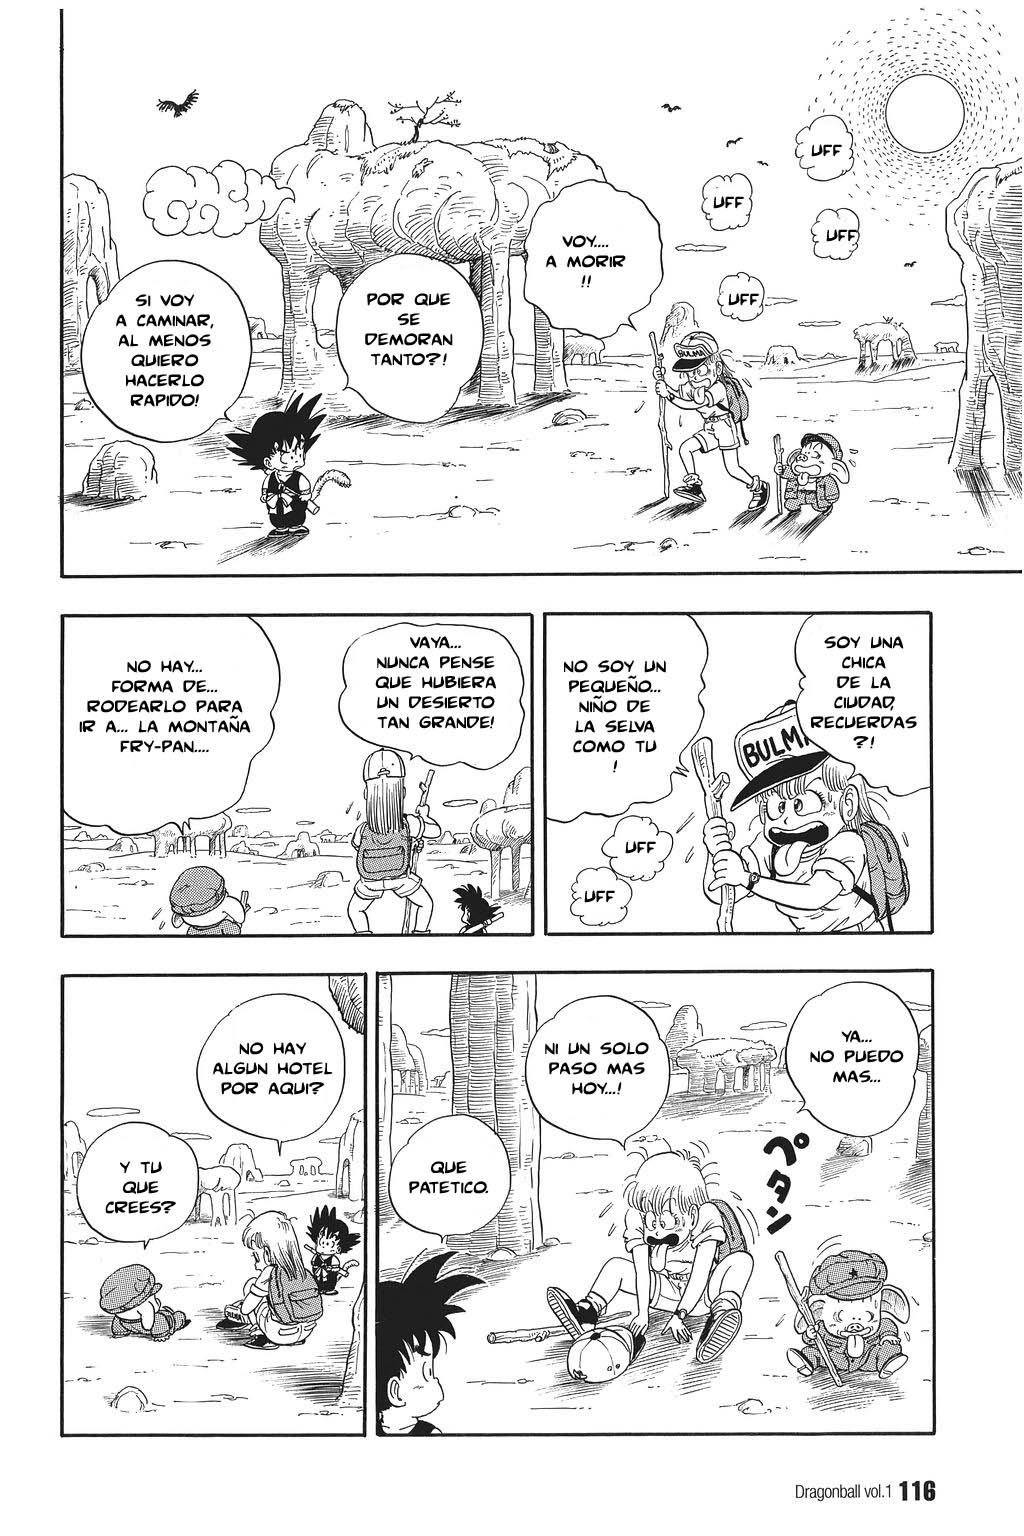 UFF
UFF
UFF
UFF
VOY....
A MORIR
!!
BULMA
POR QUE
SE
DEMORAN
TANTO?!
SI VOY
A CAMINAR,
AL MENOS
QUIERO
HACERLO
RAPIDO!
SOY UNA
CHICA
DE LA
CIUDAD,
RECUERDAS
?!
NO SOY UN
PEQUEÑO...
NIÑO DE
LA SELVA
COMO TU
!
BULMA
UFF
UFF
VAYA...
NUNCA PENSE
QUE HUBIERA
UN DESIERTO
TAN GRANDE!
NO HAY...
FORMA DE...
RODEARLO PARA
IR A... LA MONTAÑA
FRY-PAN....
YA...
NO PUEDO
MAS...
NI UN SOLO
PASO MAS
HOY...!
プタン
QUE
PATETICO.
NO HAY
ALGUN HOTEL
POR AQUI?
Y TU
QUE
CREES?
BULMA
Dragonball vol.1 116